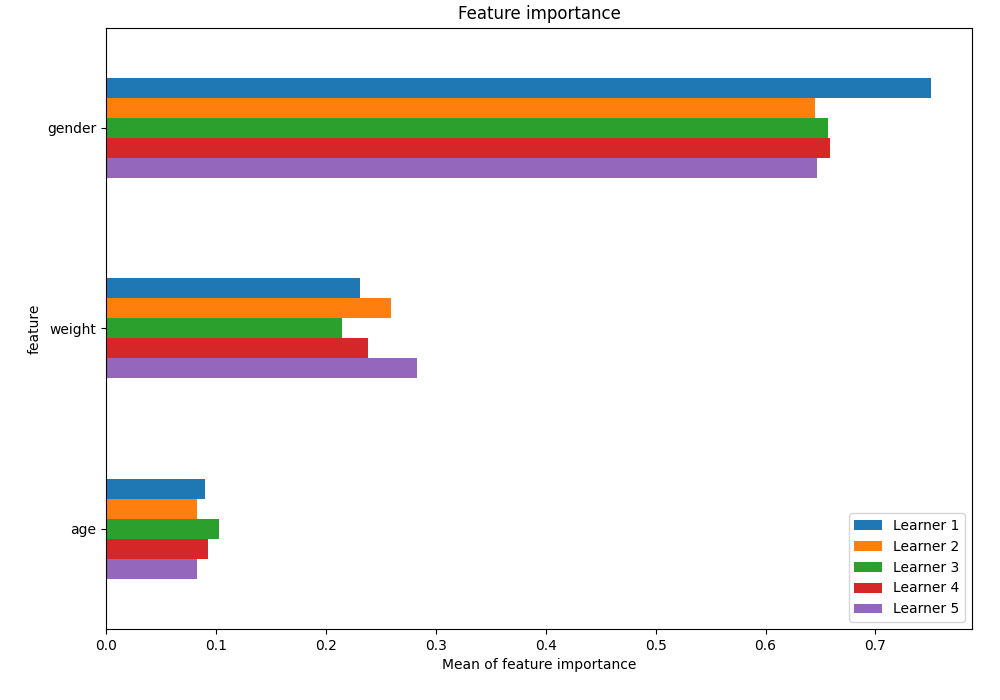 Feature importance
gender
weight
age
feature
Learner 1
Learner 2
Learner 3
Learner 4
Learner 5
0.0 0.1 0.2 0.3 0.4 0.5 0.6 0.7
Mean of feature importance